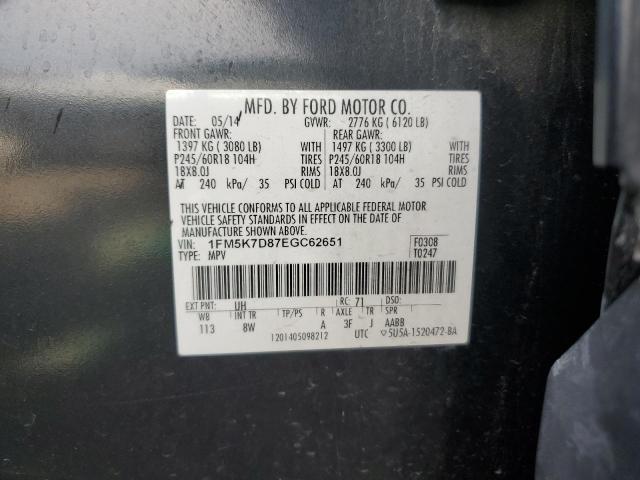 MFD. BY FORD MOTOR CO.
DATE: 05/14 GVWR: 2776 KG ( 6120 LB)
FRONT GAWR: REAR GAWR:
1397 KG ( 3080 LB) WITH 1497 KG ( 3300 LB) WITH
P245/60R18 104H TIRES P245/60R18 104H TIRES
18X8.0J RIMS 18X8.0J RIMS
AT 240 kPa/ 35 PSI COLD AT 240 kPa/ 35 PSI COLD
THIS VEHICLE CONFORMS TO ALL APPLICABLE FEDERAL MOTOR
VEHICLE SAFETY STANDARDS IN EFFECT ON THE DATE OF
MANUFACTURE SHOWN ABOVE.
VIN: 1FM5K7D87EGC62651 F0308
TYPE: MPV T0247
EXT PNT: UH RC: 71 DSO:
WB INT TR TP/PS R AXLE TR SPR
113 8W A 3F J AABB
1201405098212 UTC 5U5A-1520472-BA